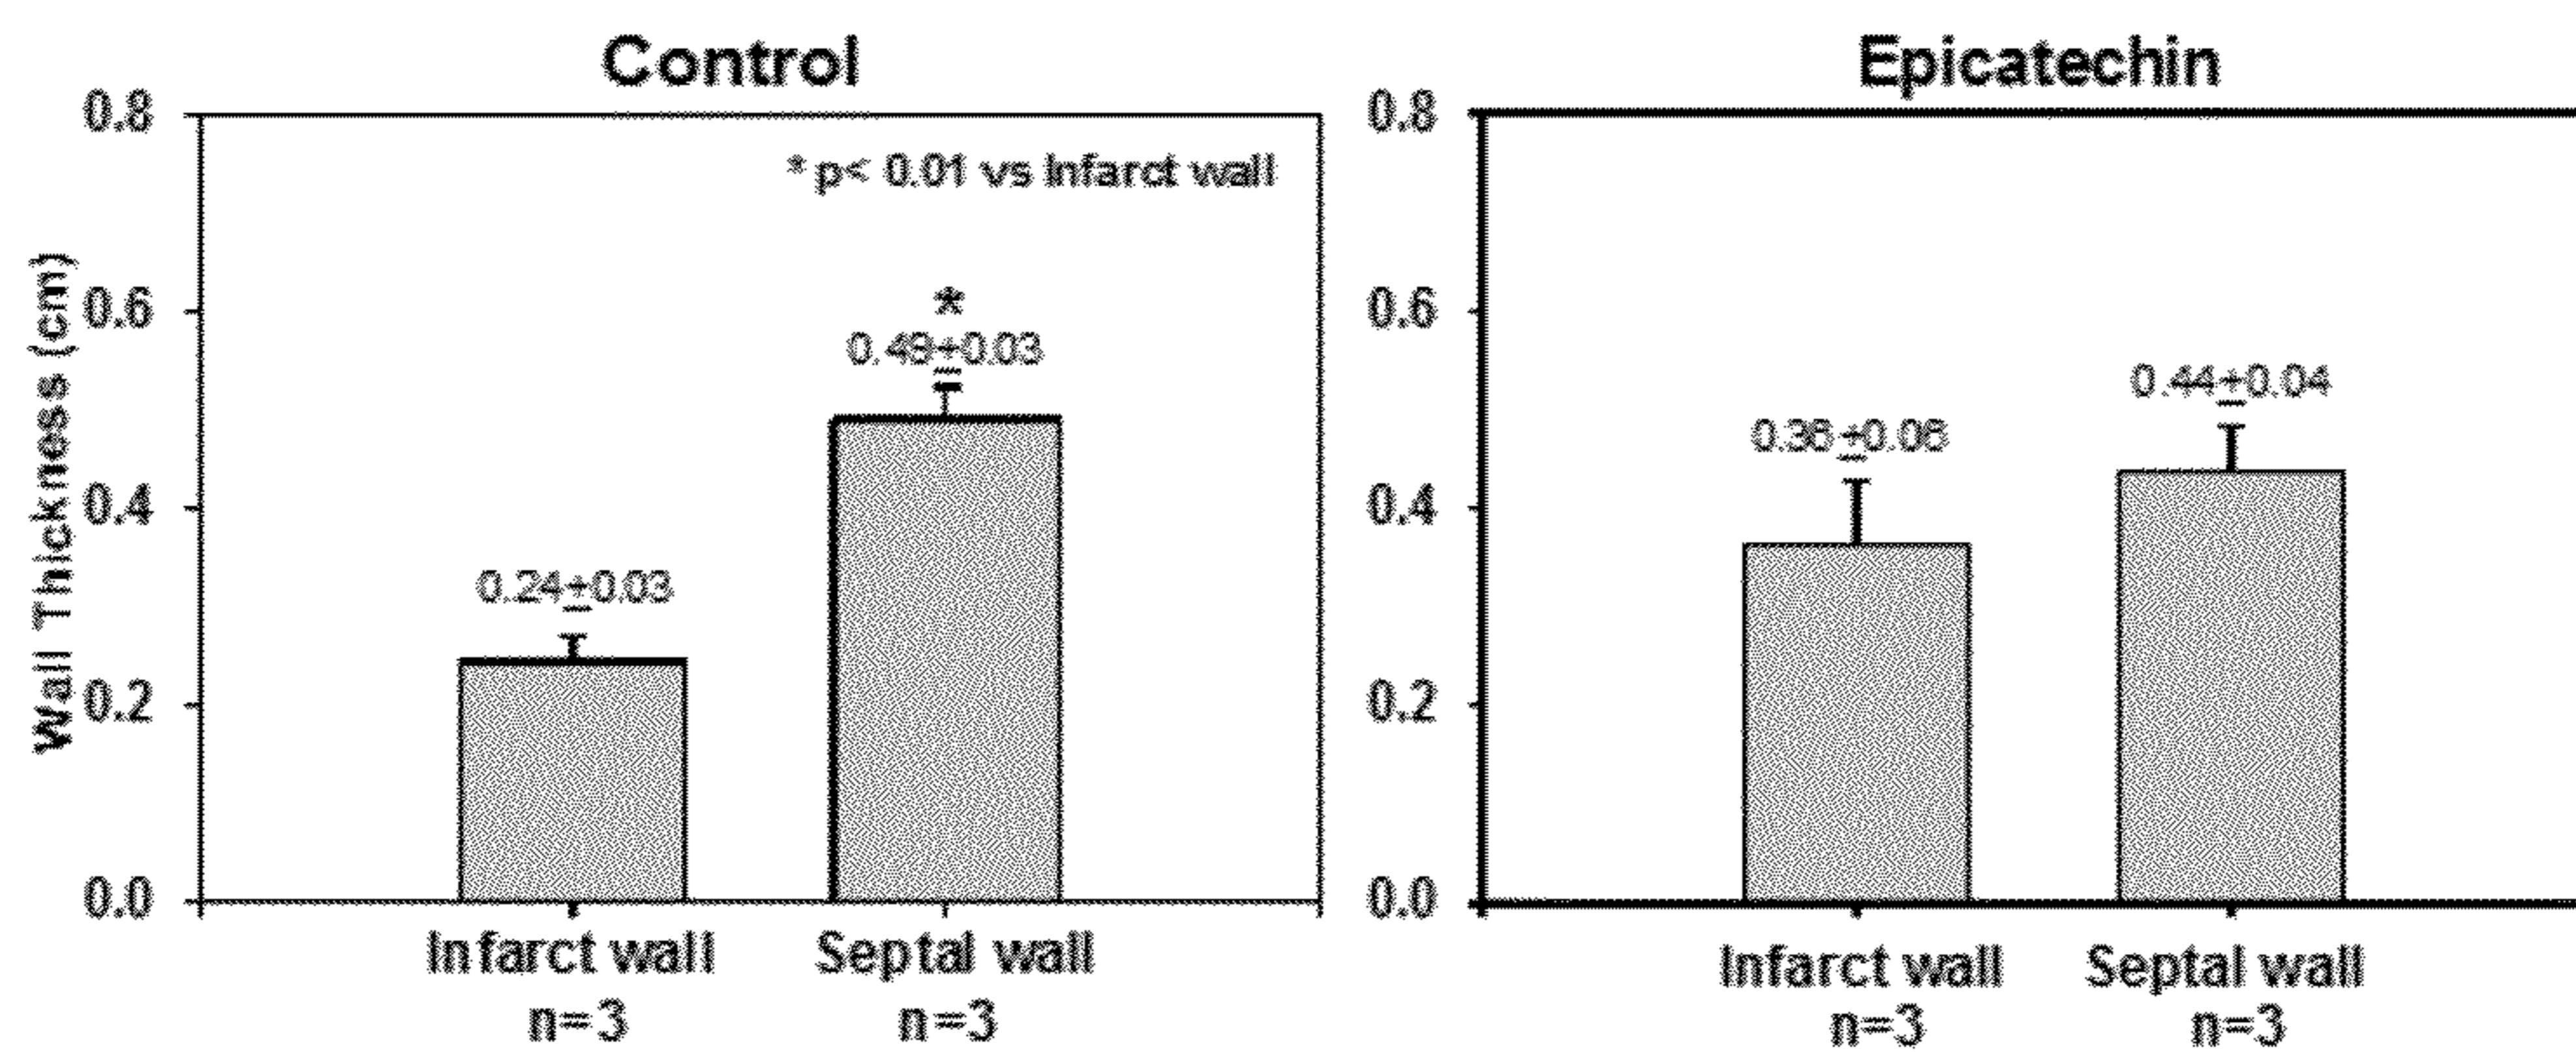 Control
0.8
* p< 0.01 vs Infarct wall
0.6
*
0.49±0.03
0.4
0.24±0.03
0.2
0.0
Wall Thickness (cm)
Infarct wall
n=3
Septal wall
n=3
Epicatechin
0.8
0.6
0.44±0.04
0.36±0.06
0.4
0.2
0.0
Infarct wall
n=3
Septal wall
n=3